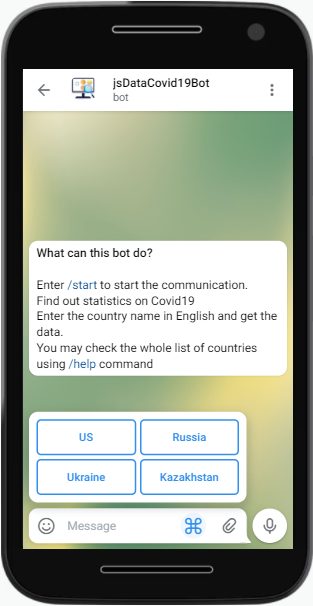 jsDataCovid19Bot
bot
What can this bot do?
Enter /start to start the communication.
Find out statistics on Covid19
Enter the country name in English and get the
data.
You may check the whole list of countries
using /help command
US
Russia
Ukraine
Kazakhstan
Message